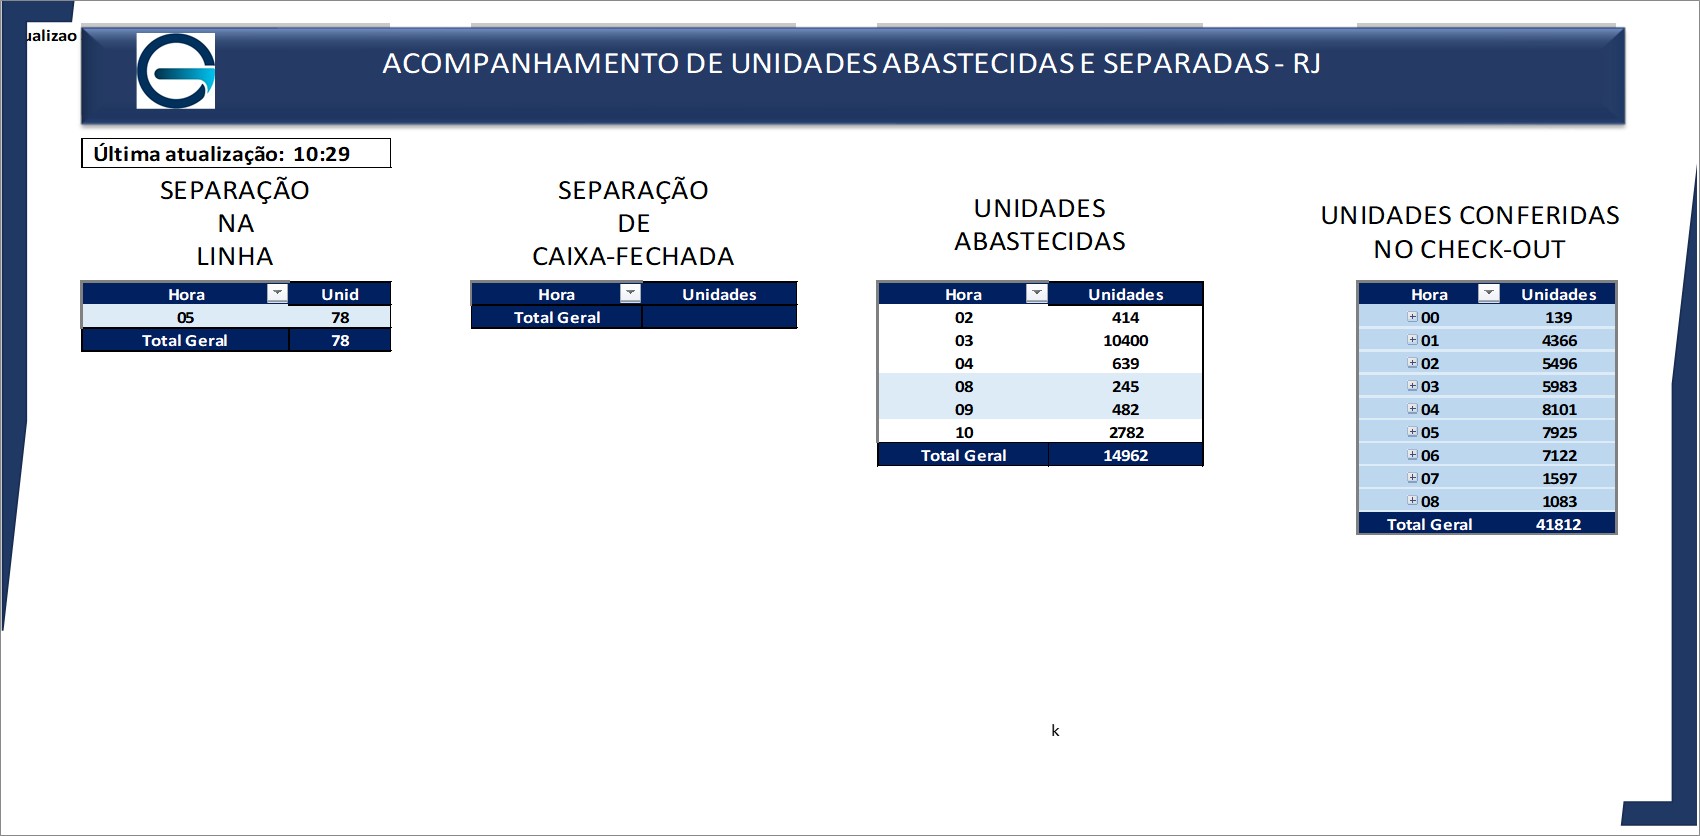 ualizao
ACOMPANHAMENTO DE UNIDADES ABASTECIDAS E SEPARADAS - RJ
Última atualização: 10:29
SEPARAÇÃO
NA
LINHA
Hora Unid
05 78
Total Geral 78
SEPARAÇÃO
DE
CAIXA-FECHADA
Hora Unidades
Total Geral
UNIDADES
ABASTECIDAS
Hora Unidades
02 414
03 10400
04 639
08 245
09 482
10 2782
Total Geral 14962
UNIDADES CONFERIDAS
NO CHECK-OUT
Hora Unidades
00 139
01 4366
02 5496
03 5983
04 8101
05 7925
06 7122
07 1597
08 1083
Total Geral 41812
k